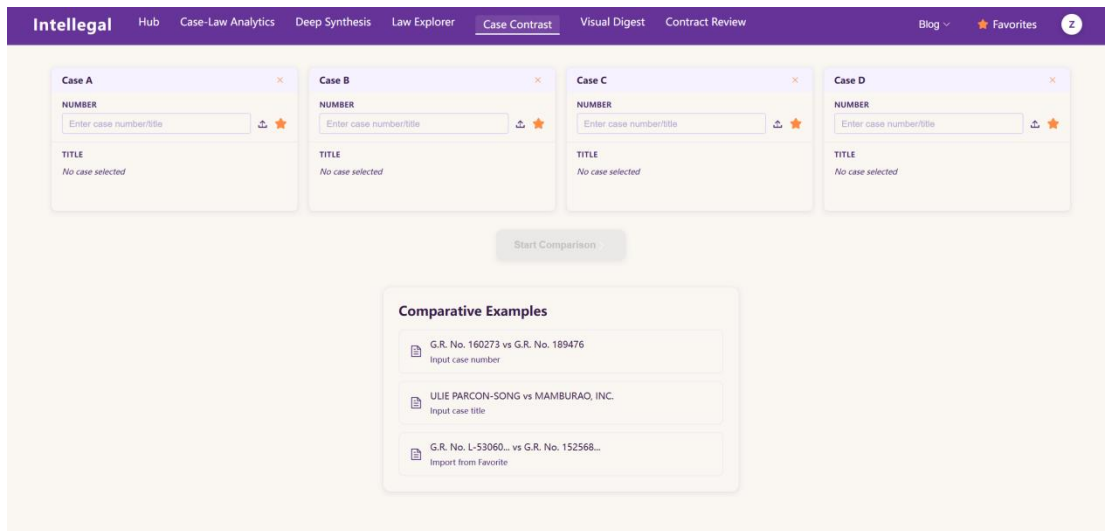 Intellegal Hub Case-Law Analytics Deep Synthesis Law Explorer Case Contrast Visual Digest Contract Review Blog Favorites Z
Case A
NUMBER
Enter case number/title
TITLE
No case selected
Case B
NUMBER
Enter case number/title
TITLE
No case selected
Case C
NUMBER
Enter case number/title
TITLE
No case selected
Case D
NUMBER
Enter case number/title
TITLE
No case selected
Start Comparison
Comparative Examples
G.R. No. 160273 vs G.R. No. 189476
Input case number
ULIE PARCON-SONG vs MAMBURAO, INC.
Input case title
G.R. No. L-53060... vs G.R. No. 152568...
Import from Favorite